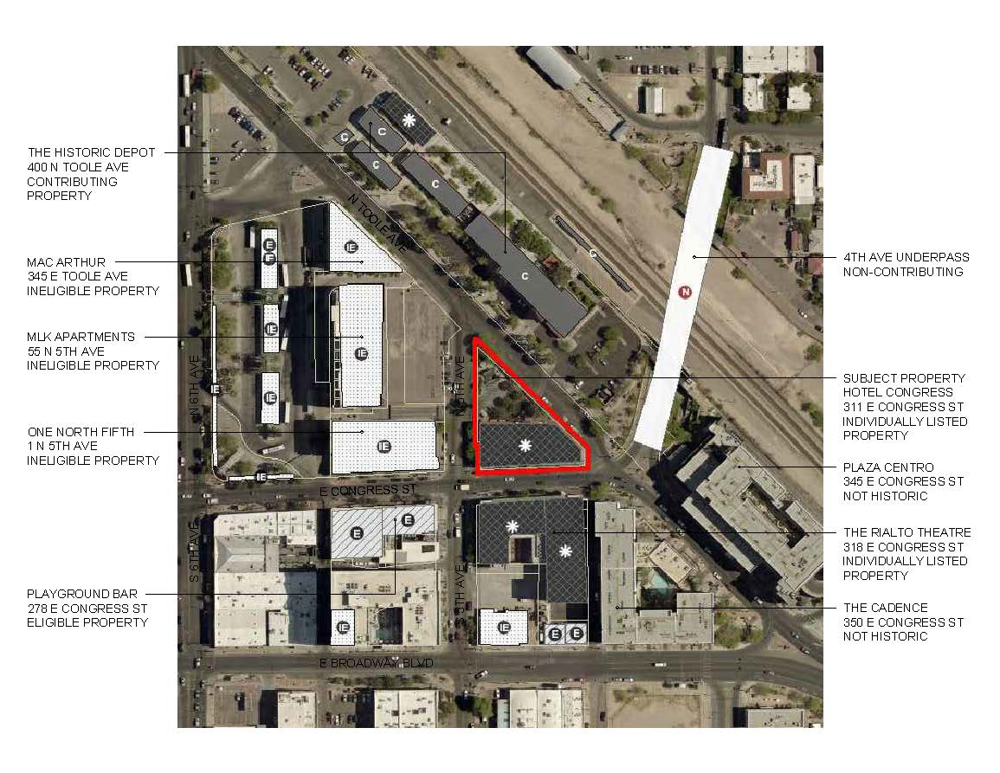 THE HISTORIC DEPOT
400 N TOOLE AVE
CONTRIBUTING
PROPERTY
MAC ARTHUR
345 E TOOLE AVE
INELIGIBLE PROPERTY
MLK APARTMENTS
55 N 5TH AVE
INELIGIBLE PROPERTY
ONE NORTH FIFTH
1 N 5TH AVE
INELIGIBLE PROPERTY
PLAYGROUND BAR
278 E CONGRESS ST
ELIGIBLE PROPERTY
C
C
C
C
C
C
N TOOLE AVE
IE
E
IE
IE
IE
IE
IE
IE
IE
N
N 6TH AVE
N 5TH AVE
E CONGRESS ST
S 6TH AVE
S 5TH AVE
E
E
IE
IE
E
E
E BROADWAY BLVD
4TH AVE UNDERPASS
NON-CONTRIBUTING
SUBJECT PROPERTY
HOTEL CONGRESS
311 E CONGRESS ST
INDIVIDUALLY LISTED
PROPERTY
PLAZA CENTRO
345 E CONGRESS ST
NOT HISTORIC
THE RIALTO THEATRE
318 E CONGRESS ST
INDIVIDUALLY LISTED
PROPERTY
THE CADENCE
350 E CONGRESS ST
NOT HISTORIC